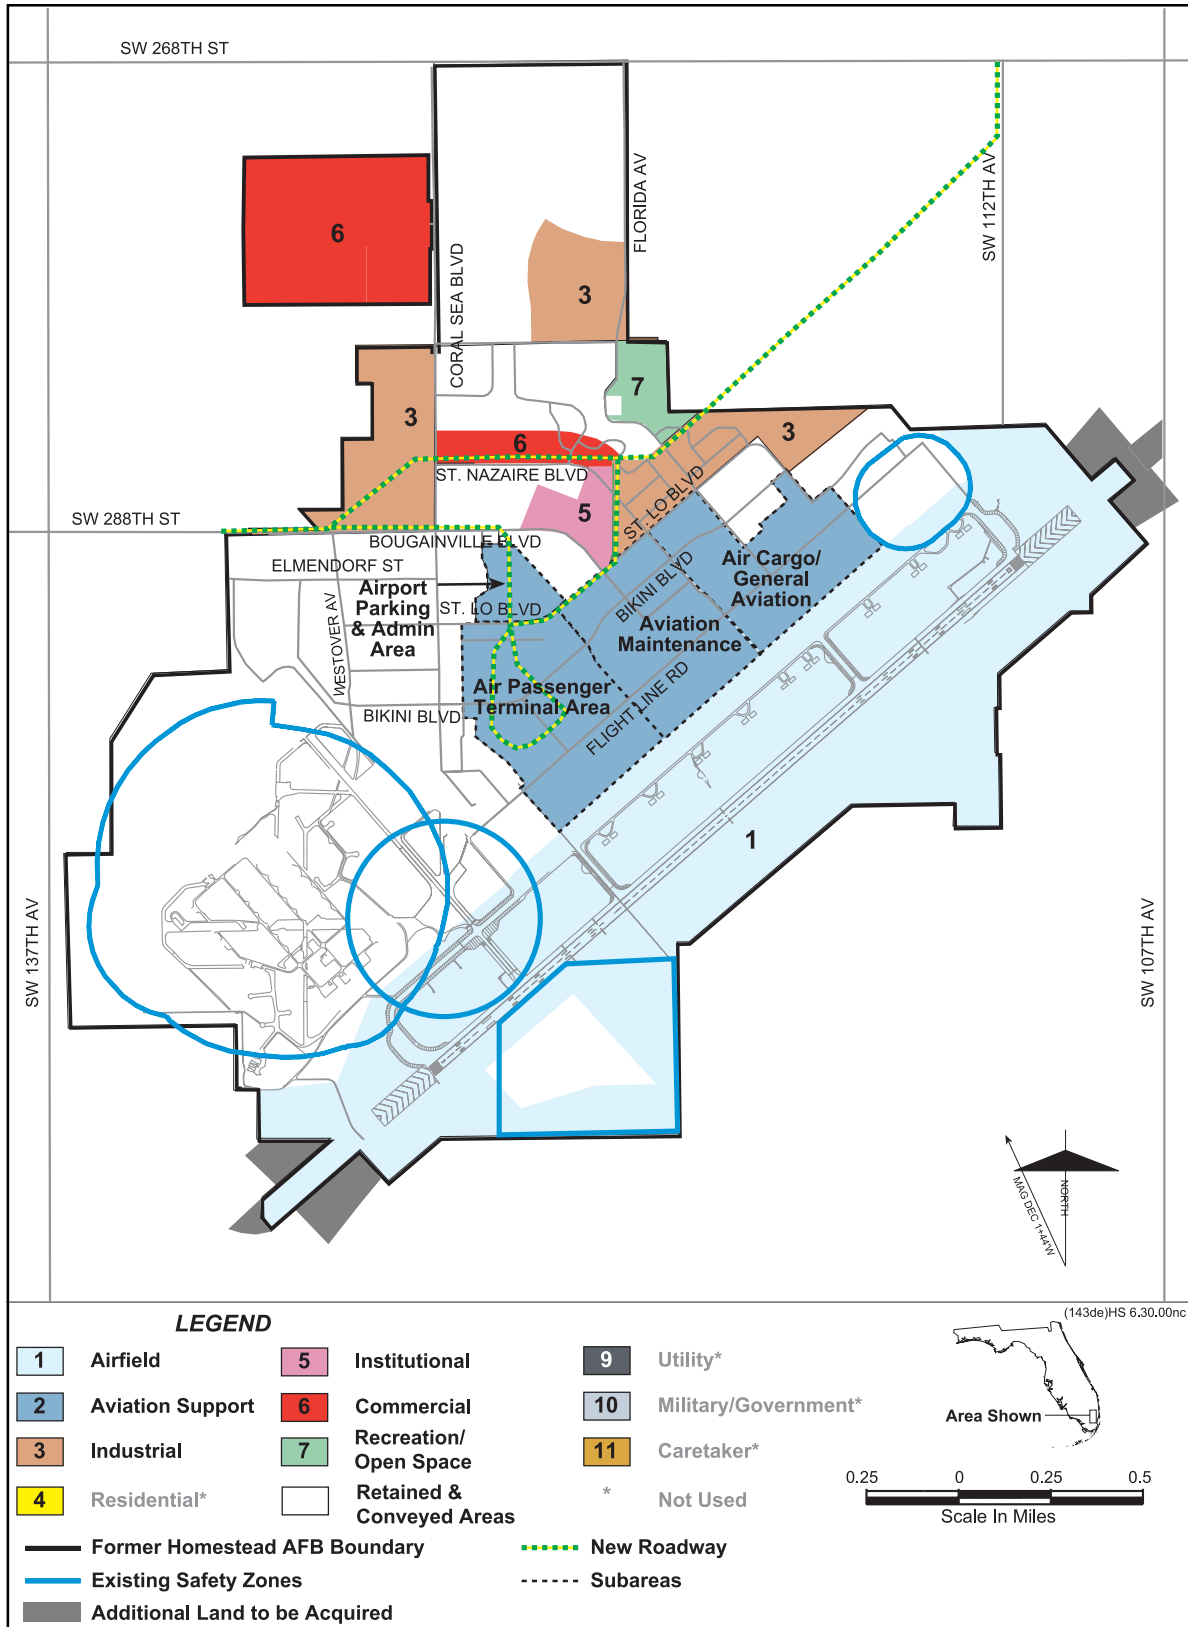 SW 268TH ST
FLORIDA AV
SW 112TH AV
6
CORAL SEA BLVD
3
7
3
6
3
ST. NAZAIRE BLVD
5
ST. LO BLVD
SW 288TH ST
BOUGAINVILLE BLVD
ELMENDORF ST
Airport
Parking
& Admin
Area
ST. LO BLVD
WESTOVER AV
BIKINI BLVD
BIKINI BLVD
Air Cargo/
General
Aviation
Aviation
Maintenance
Air Passenger
Terminal Area
FLIGHT LINE RD
1
SW 137TH AV
SW 107TH AV
MAG DEC 1+44"W
NORTH
(143de)HS 6.30.00nc
LEGEND
1 Airfield
2 Aviation Support
3 Industrial
4 Residential*
5 Institutional
6 Commercial
7 Recreation/
Open Space
Retained &
Conveyed Areas
9 Utility*
10 Military/Government*
11 Caretaker*
* Not Used
Former Homestead AFB Boundary
Existing Safety Zones
Additional Land to be Acquired
New Roadway
Subareas
Area Shown
0.25 0 0.25 0.5
Scale In Miles